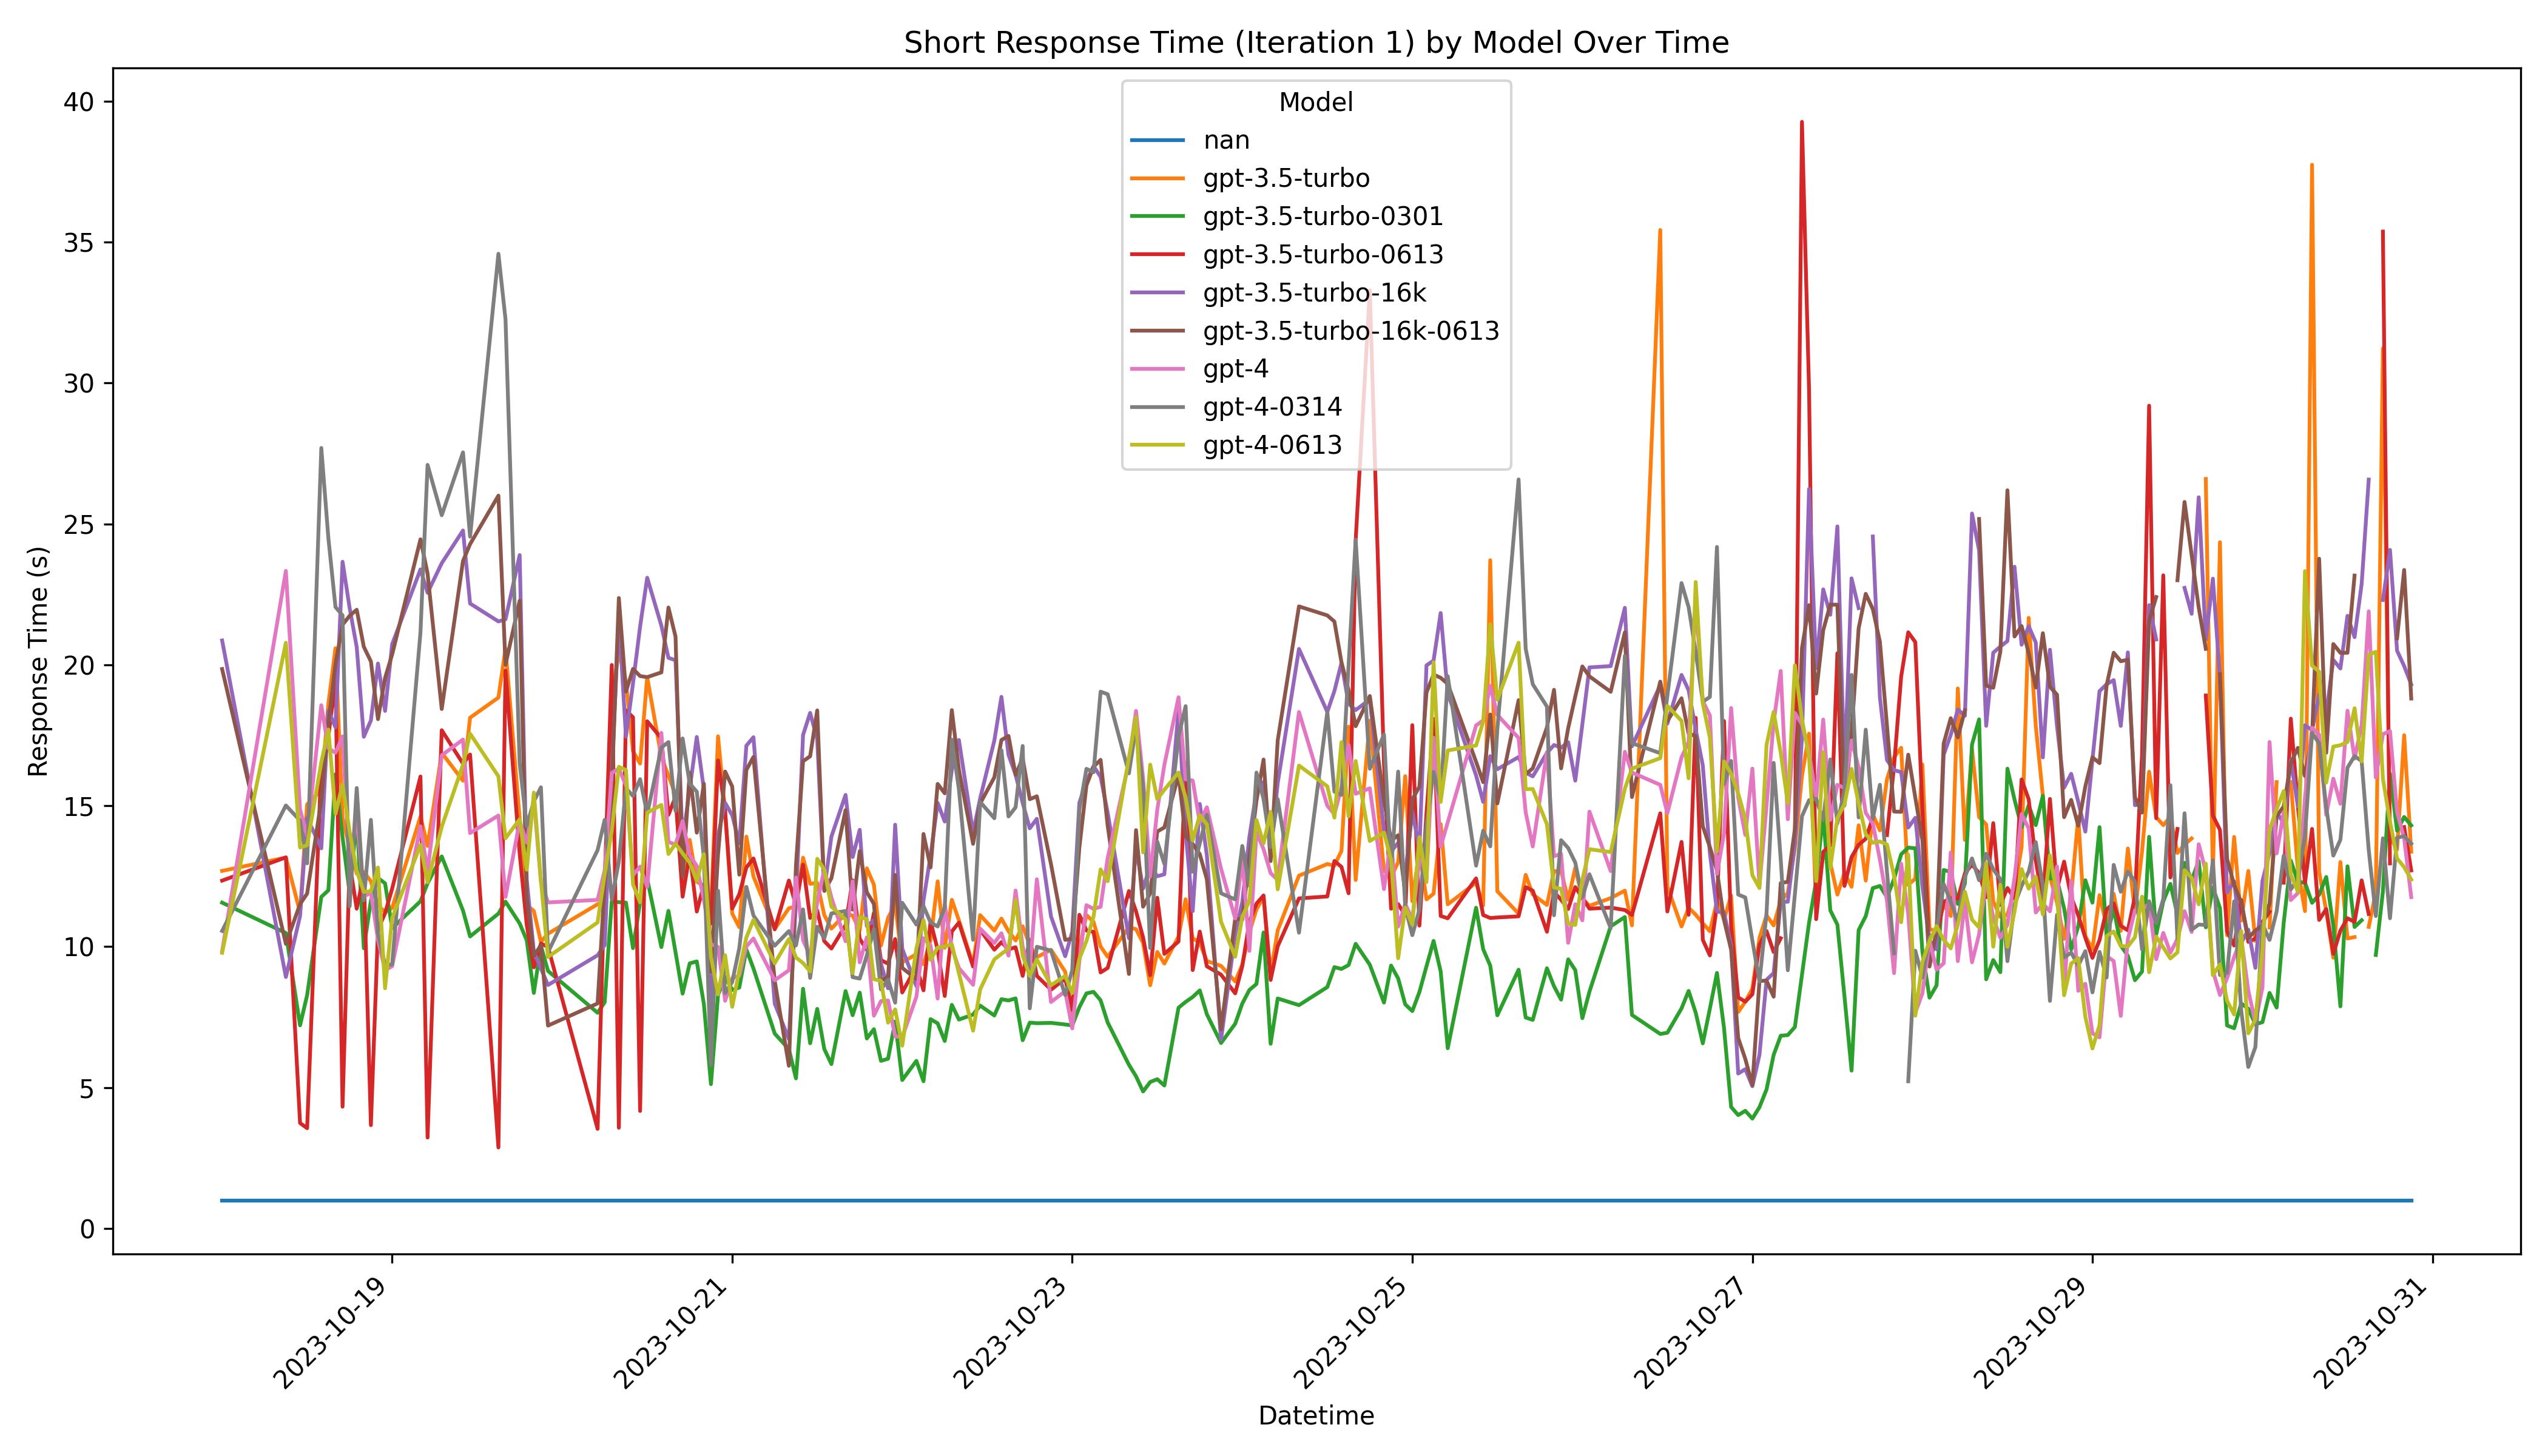 Short Response Time (Iteration 1) by Model Over Time
Model
nan
gpt-3.5-turbo
gpt-3.5-turbo-0301
gpt-3.5-turbo-0613
gpt-3.5-turbo-16k
gpt-3.5-turbo-16k-0613
gpt-4
gpt-4-0314
gpt-4-0613
Response Time (s)
40
35
30
25
20
15
10
5
0
2023-10-19
2023-10-21
2023-10-23
2023-10-25
2023-10-27
2023-10-29
2023-10-31
Datetime